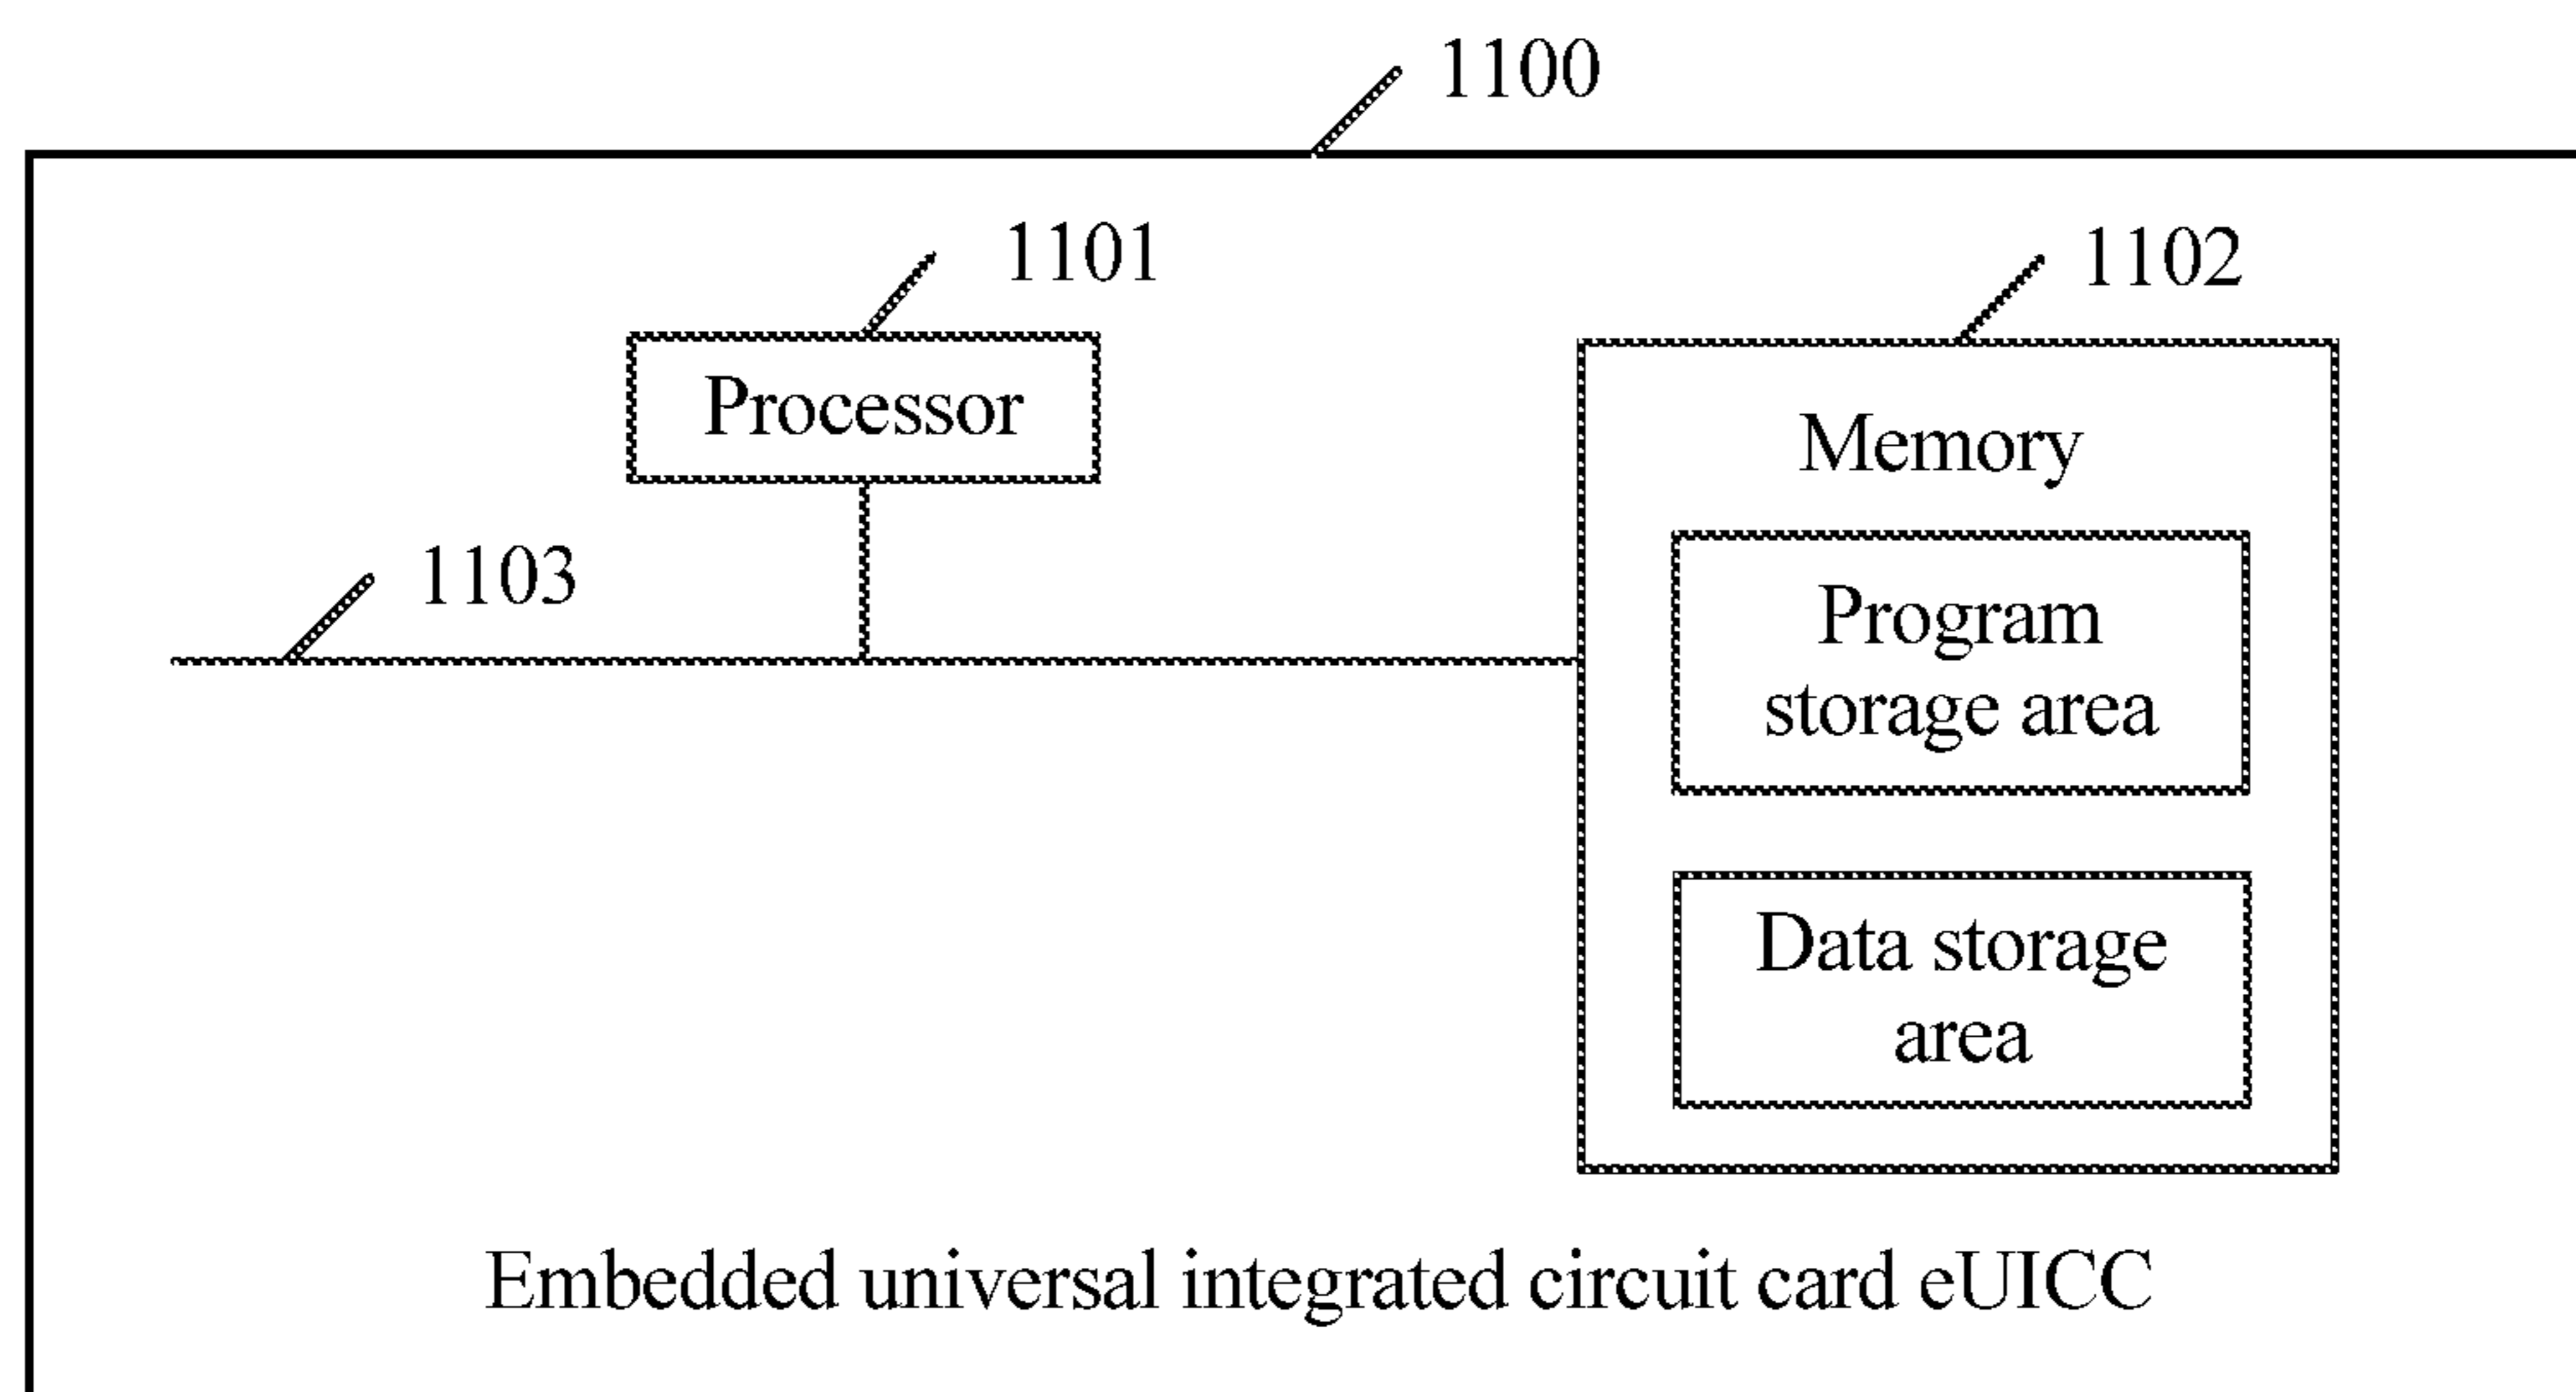 1100
1101
1102
Processor
Memory
1103
Program
storage area
Data storage
area
Embedded universal integrated circuit card eUICC